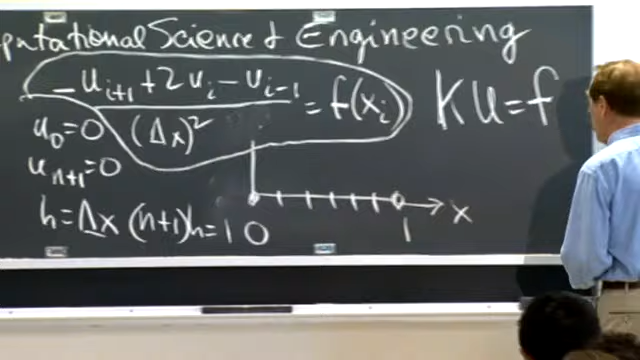 putational Science & Engineering
-u_{i+1} + 2u_i - u_{i-1} / (Δx)² = f(x_i)
Ku=f
u_0=0
u_{n+1}=0
h=Δx (n+1)h=1
0 1 x